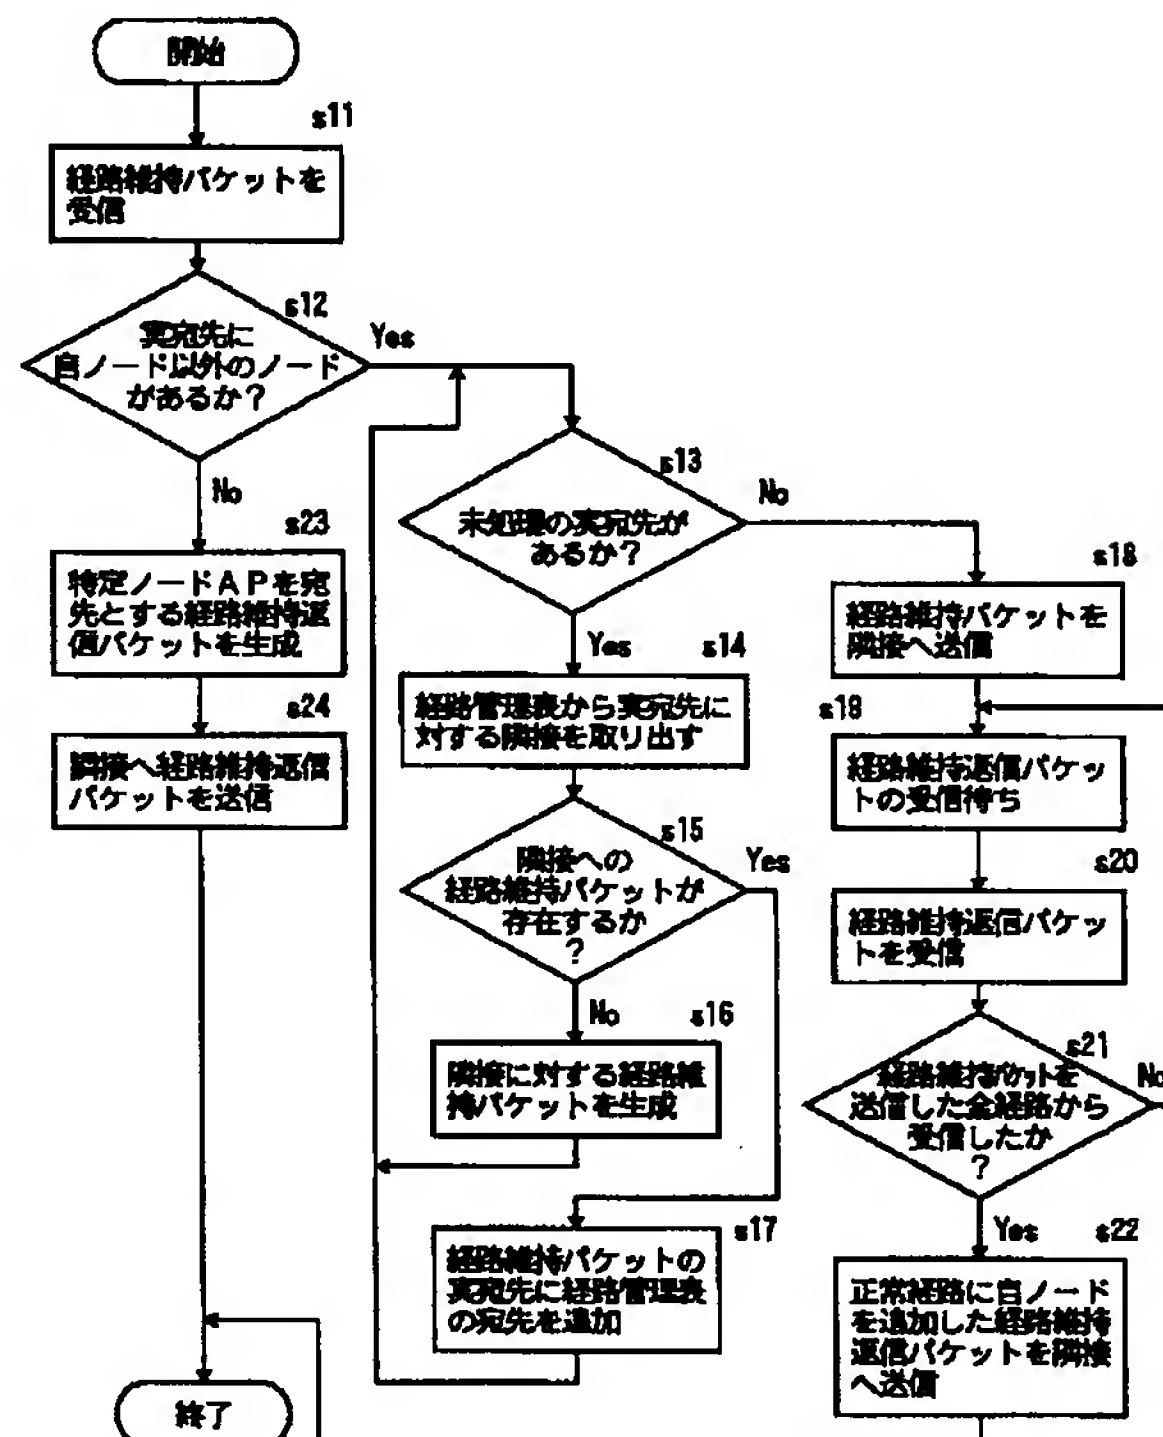 開始
s11
経路維持パケットを
受信
s12
真宛先に
自ノード以外のノード
があるか?
Yes
No
s13
未処理の真宛先が
あるか?
No
Yes
s23
特定ノードAPを宛
先とする経路維持返
信パケットを生成
s24
隣接へ経路維持返信
パケットを送信
s14
経路管理表から真宛先に
対する隣接を取り出す
s15
隣接への
経路維持パケットが
存在するか
?
Yes
No
s16
隣接に対する経路維
持パケットを生成
s17
経路維持パケットの
真宛先に経路管理表
の宛先を追加
s18
経路維持パケットを
隣接へ送信
s19
経路維持返信パケッ
トの受信待ち
s20
経路維持返信パケッ
トを受信
s21
経路維持パケットを
送信した全経路から
受信したか
?
No
Yes
s22
正常経路に自ノード
を追加した経路維持
返信パケットを隣接
へ送信
終了